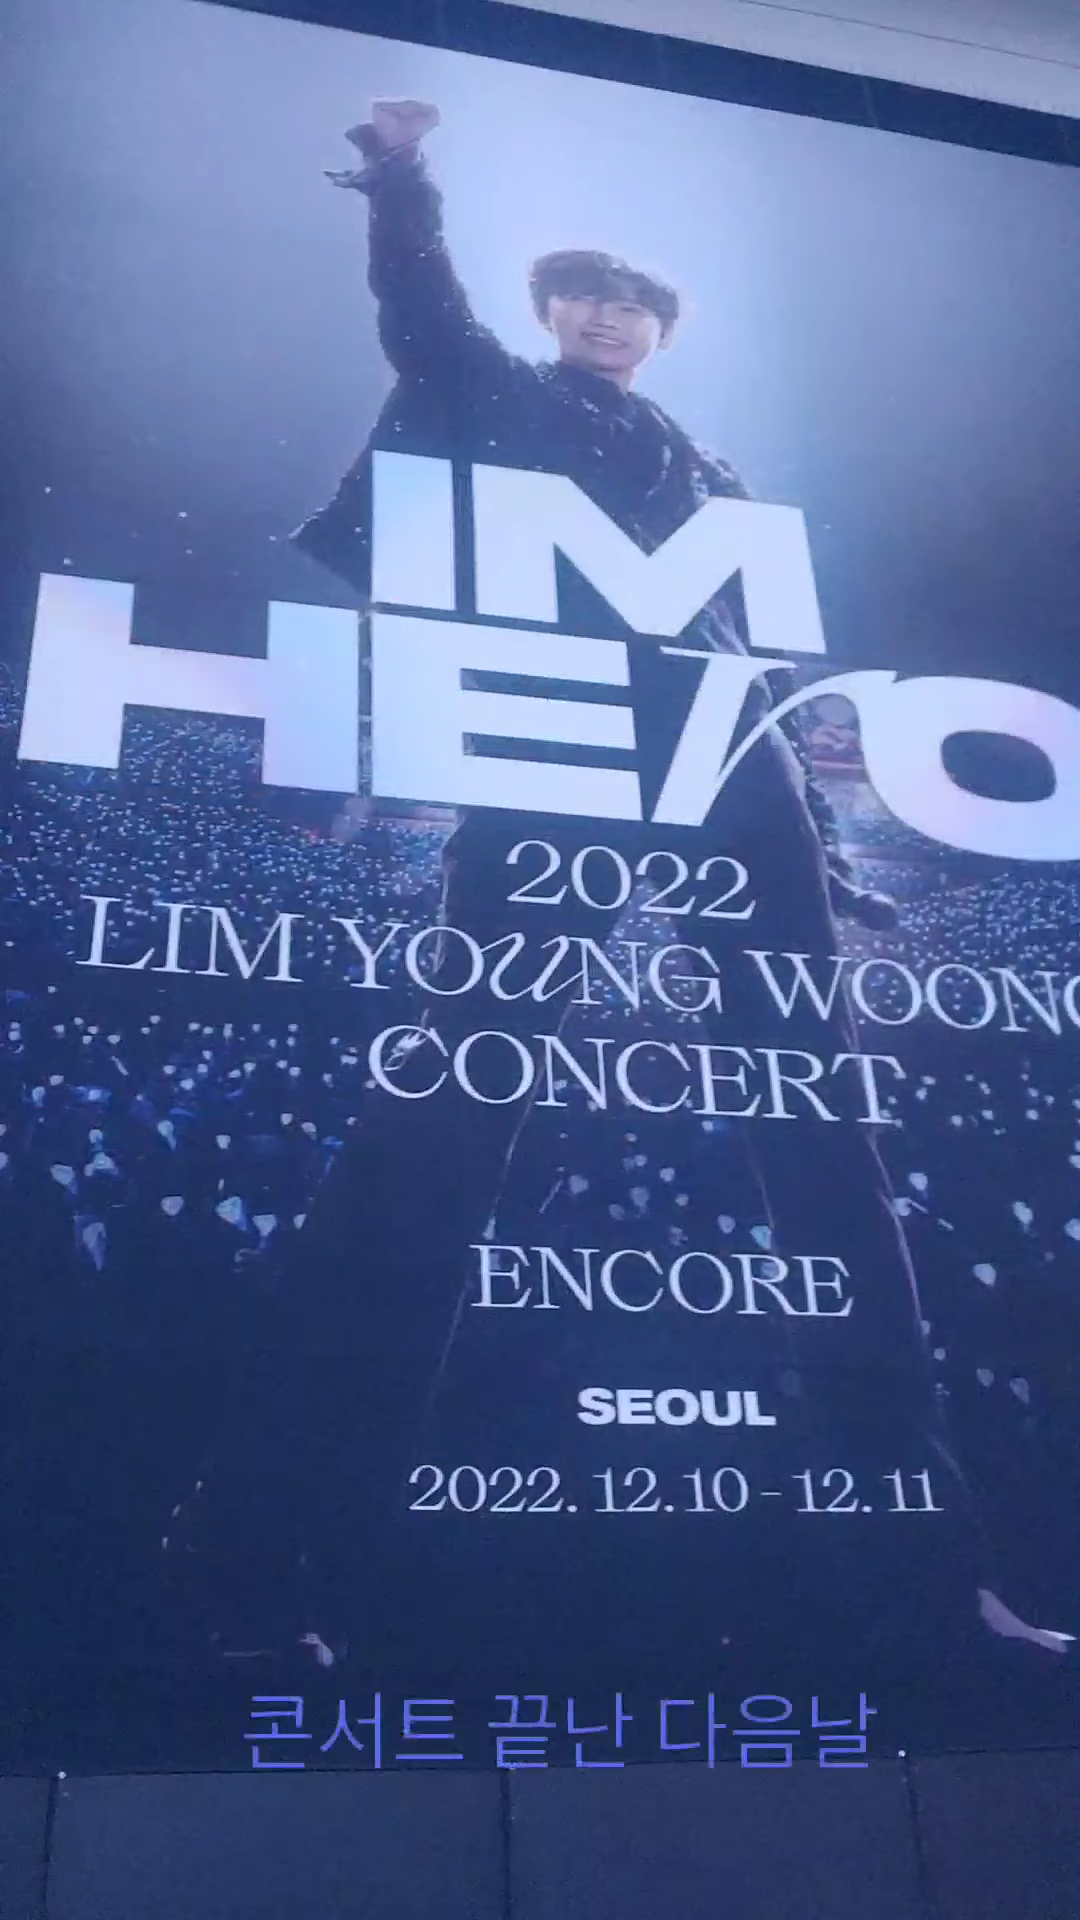 IM
HERO
2022
LIM YOUNG WOONG
CONCERT
ENCORE
SEOUL
2022. 12. 10 - 12. 11
콘서트 끝난 다음날